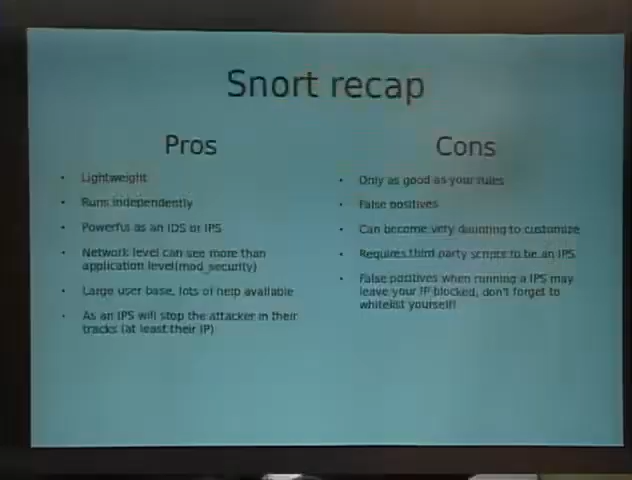 Snort recap
Pros
• Lightweight
• Runs independently
• Powerful as an IDS or IPS
• Network level can see more than
application level(mod_security)
• Large user base, lots of help available
• As an IPS will stop the attacker in their
tracks (at least their IP)
Cons
• Only as good as your rules
• False positives
• Can become very daunting to customize
• Requires third party scripts to be an IPS
• False positives when running a IPS may
leave your IP blocked, don't forget to
whitelist yourself!